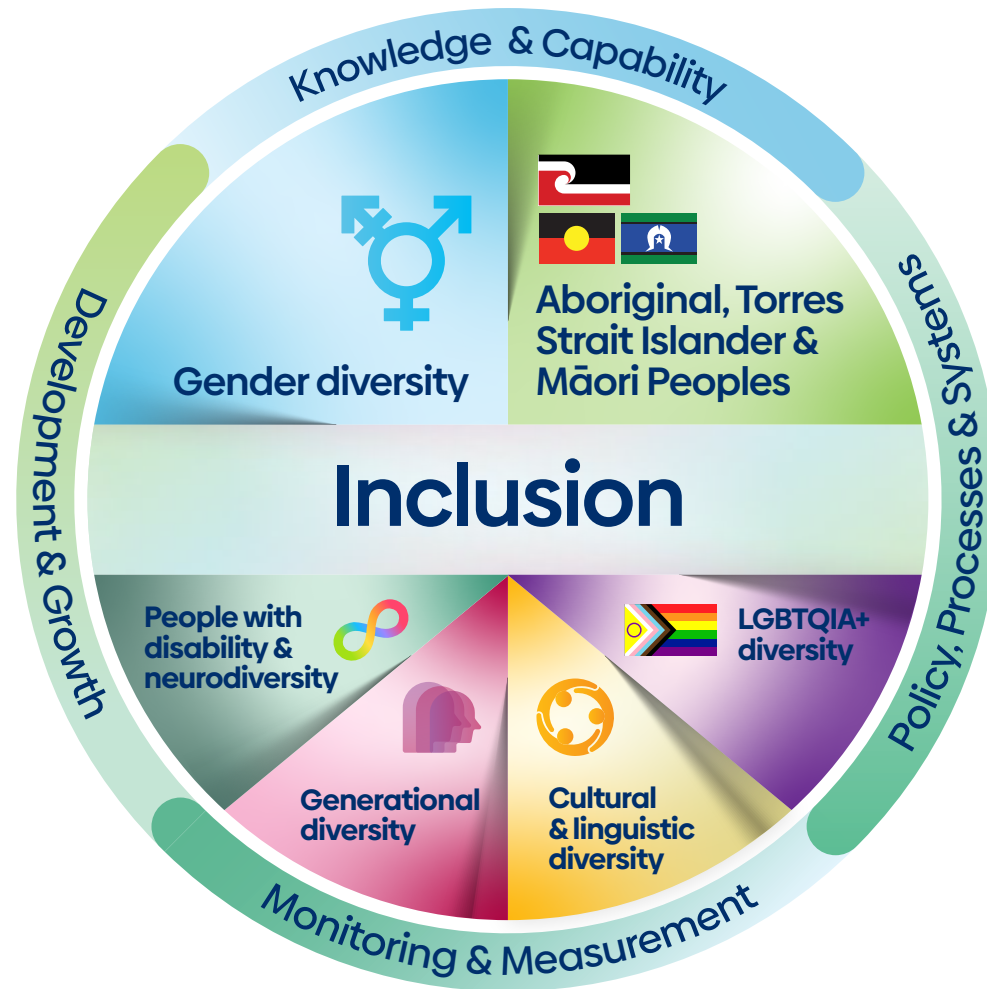 Knowledge & Capability
Gender diversity
Aboriginal, Torres
Strait Islander &
Māori Peoples
Inclusion
People with
disability &
neurodiversity
LGBTQIA+
diversity
Generational
diversity
Cultural
& linguistic
diversity
Development & Growth
Policy, Processes & Systems
Monitoring & Measurement